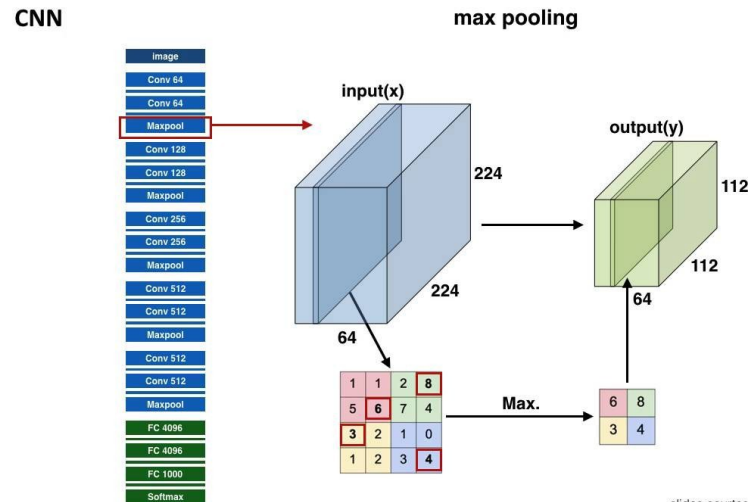 CNN
max pooling
image
Conv 64
Conv 64
Maxpool
Conv 128
Conv 128
Maxpool
Conv 256
Conv 256
Maxpool
Conv 512
Conv 512
Maxpool
Conv 512
Conv 512
Maxpool
FC 4096
FC 4096
FC 1000
Softmax
input(x)
224
224
64
output(y)
112
112
64
1 1 2 8
5 6 7 4
3 2 1 0
1 2 3 4
Max.
6 8
3 4